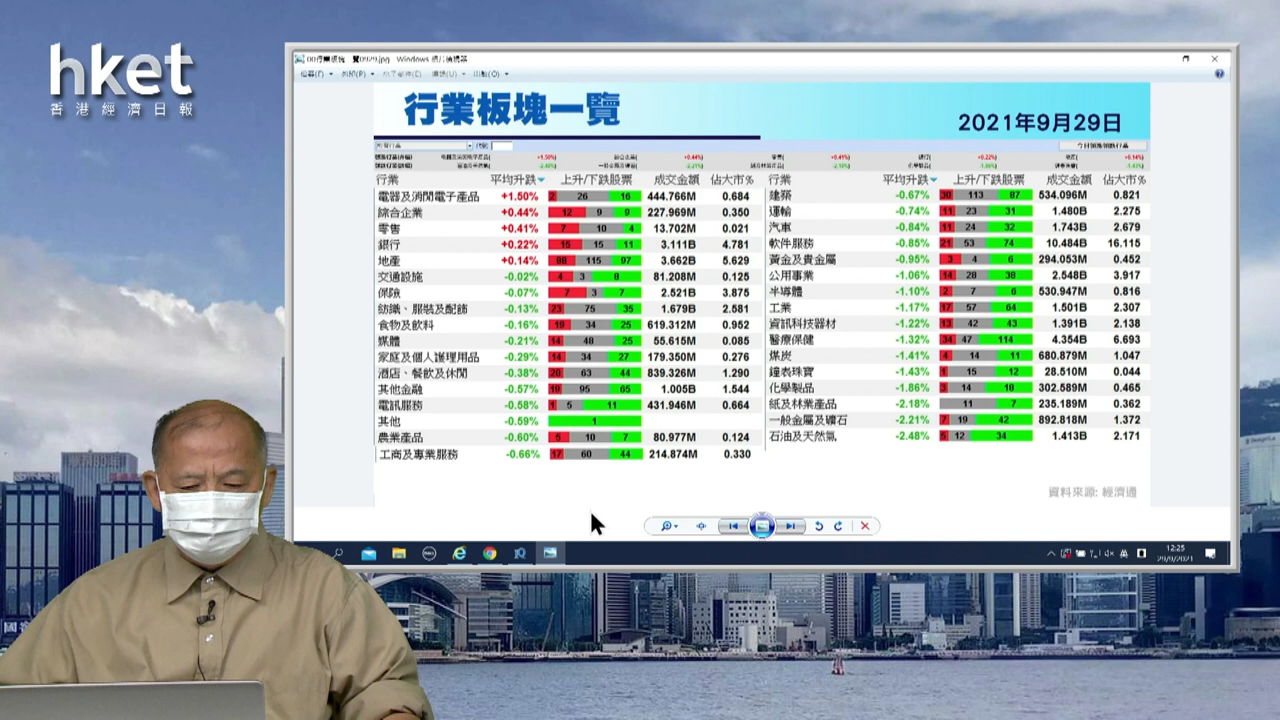 hket
香港經濟日報
00行業板塊一覽0929.jpg - Windows 相片檢視器
行業板塊一覽
2021年9月29日
行業 平均升跌 上升/下跌股票 成交金額 佔大市%
電器及消閒電子產品 +1.50% 2 26 16 444.766M 0.684
綜合企業 +0.44% 12 9 9 227.969M 0.350
零售 +0.41% 7 10 4 13.702M 0.021
銀行 +0.22% 15 15 11 3.111B 4.781
地產 +0.14% 88 115 97 3.662B 5.629
交通設施 -0.02% 4 3 8 81.208M 0.125
保險 -0.07% 7 3 7 2.521B 3.875
紡織、服裝及配飾 -0.13% 23 75 35 1.679B 2.581
食物及飲料 -0.16% 19 34 25 619.312M 0.952
媒體 -0.21% 14 48 25 55.615M 0.085
家庭及個人護理用品 -0.29% 14 34 27 179.350M 0.276
酒店、餐飲及休閒 -0.38% 20 63 44 839.326M 1.290
其他金融 -0.57% 19 95 65 1.005B 1.544
電訊服務 -0.58% 1 5 11 431.946M 0.664
其他 -0.59% 1
農業產品 -0.60% 5 10 7 80.977M 0.124
工商及專業服務 -0.66% 17 60 44 214.874M 0.330
行業 平均升跌 上升/下跌股票 成交金額 佔大市%
建築 -0.67% 30 113 87 534.096M 0.821
運輸 -0.74% 11 23 31 1.480B 2.275
汽車 -0.84% 11 24 32 1.743B 2.679
軟件服務 -0.85% 21 53 74 10.484B 16.115
黃金及貴金屬 -0.95% 3 4 6 294.053M 0.452
公用事業 -1.06% 14 28 38 2.548B 3.917
半導體 -1.10% 2 7 6 530.947M 0.816
工業 -1.17% 17 57 64 1.501B 2.307
資訊科技器材 -1.22% 13 42 43 1.391B 2.138
醫療保健 -1.32% 34 47 114 4.354B 6.693
煤炭 -1.41% 4 14 11 680.879M 1.047
鐘表珠寶 -1.43% 1 15 12 28.510M 0.044
化學製品 -1.86% 3 14 18 302.589M 0.465
紙及林業產品 -2.18% 11 7 235.189M 0.362
一般金屬及礦石 -2.21% 7 19 42 892.818M 1.372
石油及天然氣 -2.48% 5 12 34 1.413B 2.171
資料來源: 經濟通
12:25
29/9/2021